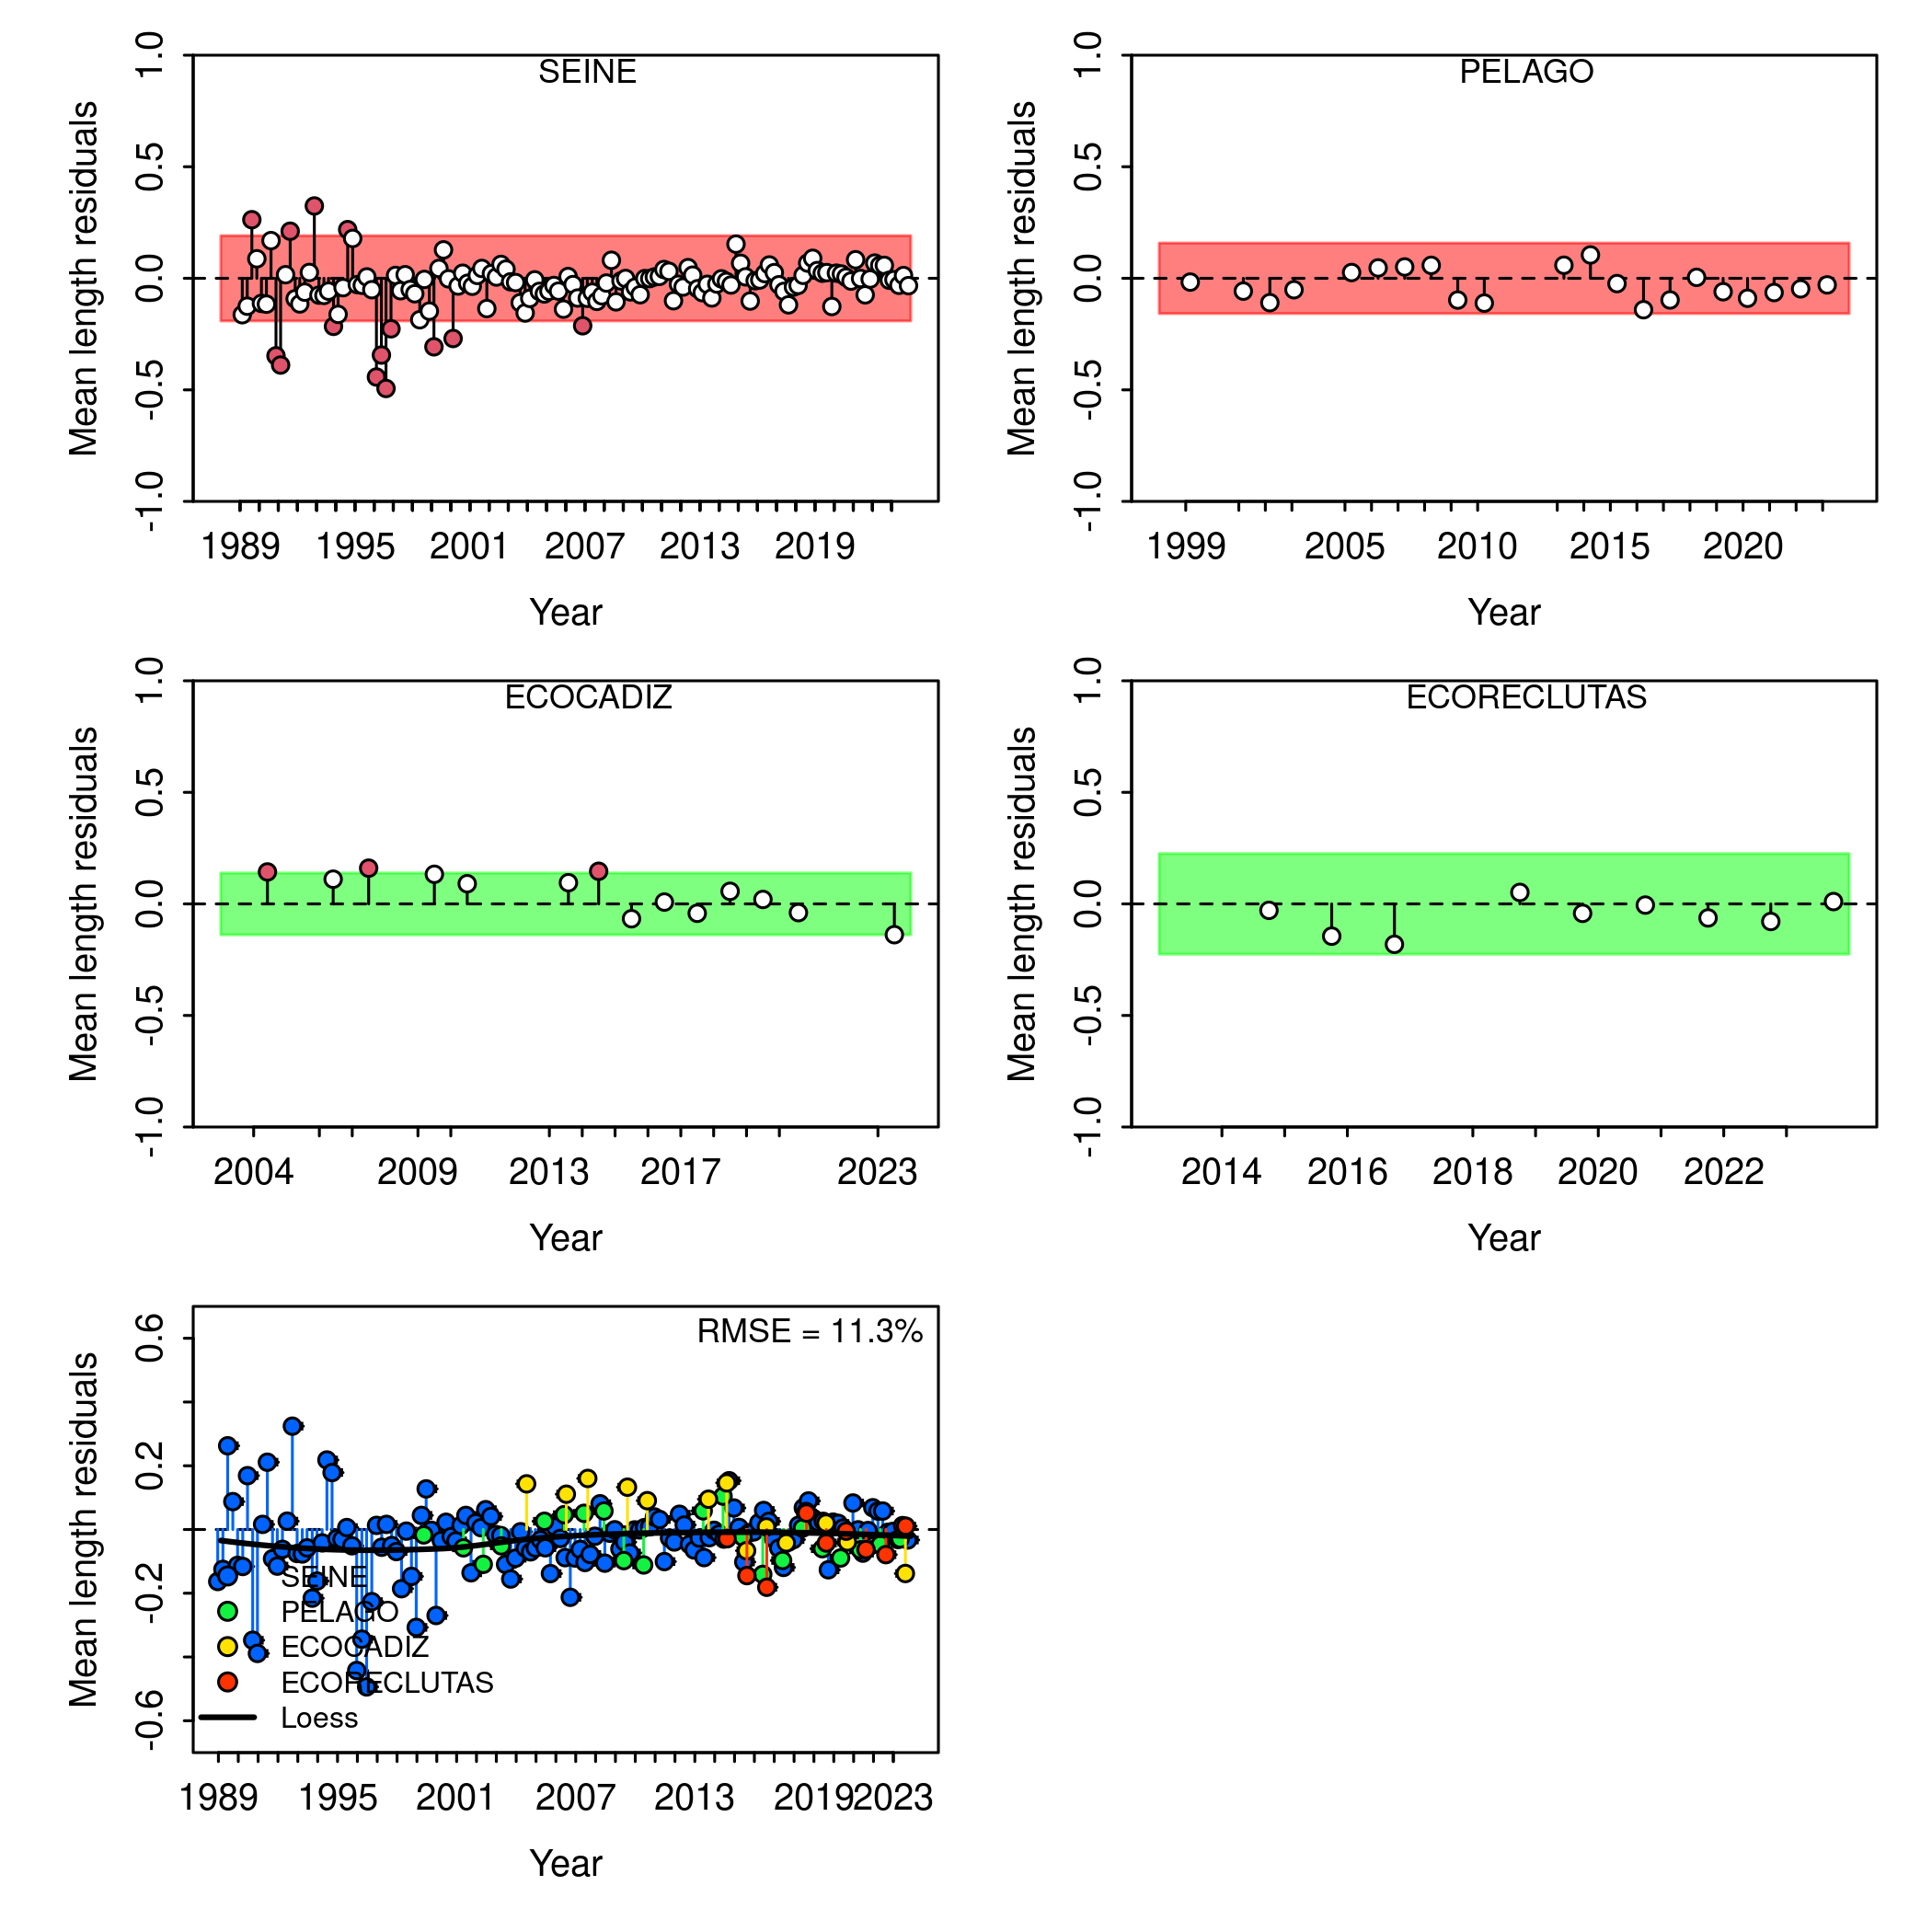 SEINE
Mean length residuals
1.0
0.5
0.0
-0.5
-1.0
1989 1995 2001 2007 2013 2019
Year
PELAGO
Mean length residuals
1.0
0.5
0.0
-0.5
-1.0
1999 2005 2010 2015 2020
Year
ECOCADIZ
Mean length residuals
1.0
0.5
0.0
-0.5
-1.0
2004 2009 2013 2017 2023
Year
ECORECLUTAS
Mean length residuals
1.0
0.5
0.0
-0.5
-1.0
2014 2016 2018 2020 2022
Year
RMSE = 11.3%
Mean length residuals
0.6
0.2
-0.2
-0.6
SEINE
PELAGO
ECOCADIZ
ECORECLUTAS
Loess
1989 1995 2001 2007 2013 2019 2023
Year